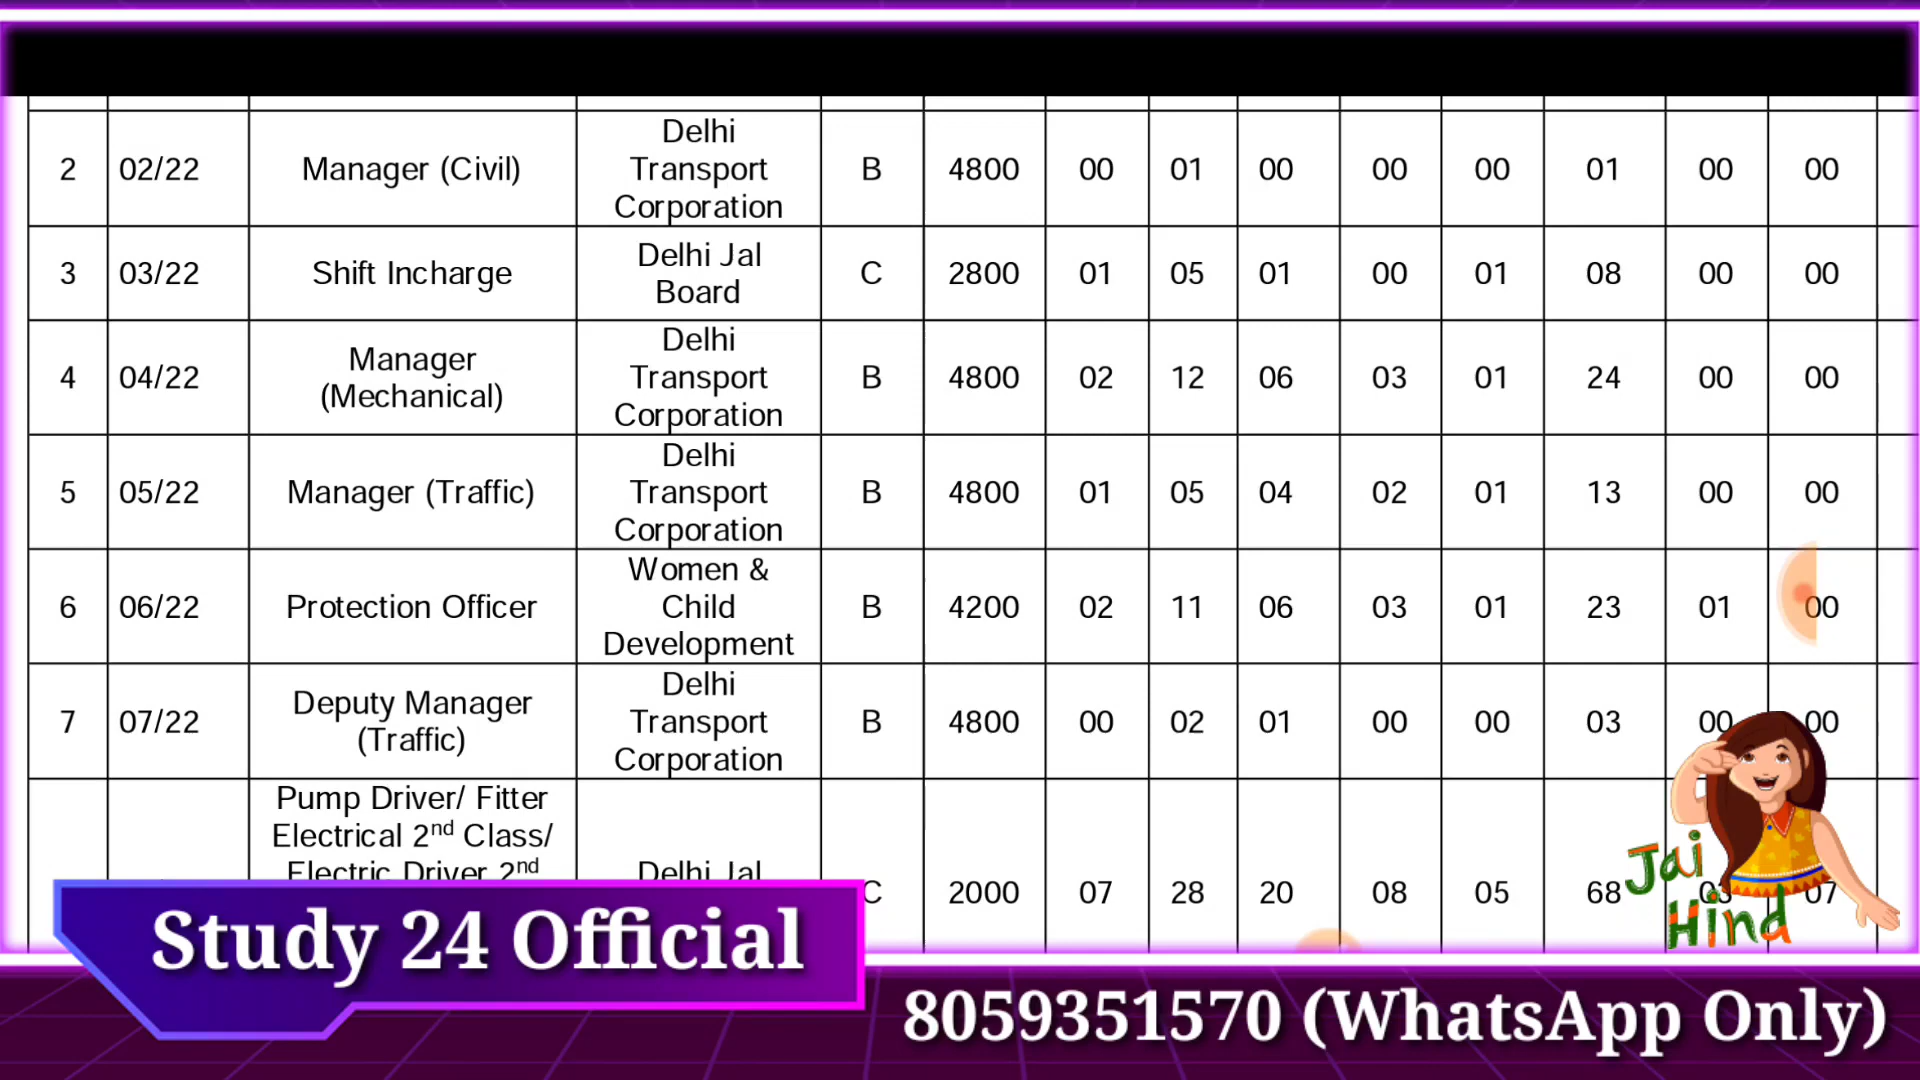 2 02/22 Manager (Civil) Delhi Transport Corporation B 4800 00 01 00 00 00 01 00 00
3 03/22 Shift Incharge Delhi Jal Board C 2800 01 05 01 00 01 08 00 00
4 04/22 Manager (Mechanical) Delhi Transport Corporation B 4800 02 12 06 03 01 24 00 00
5 05/22 Manager (Traffic) Delhi Transport Corporation B 4800 01 05 04 02 01 13 00 00
6 06/22 Protection Officer Women & Child Development B 4200 02 11 06 03 01 23 01 00
7 07/22 Deputy Manager (Traffic) Delhi Transport Corporation B 4800 00 02 01 00 00 03 00 00
Pump Driver/ Fitter Electrical 2nd Class/ Electric Driver 2nd Delhi Jal C 2000 07 28 20 08 05 68 07
Jai
Hind
Study 24 Official
8059351570 (WhatsApp Only)